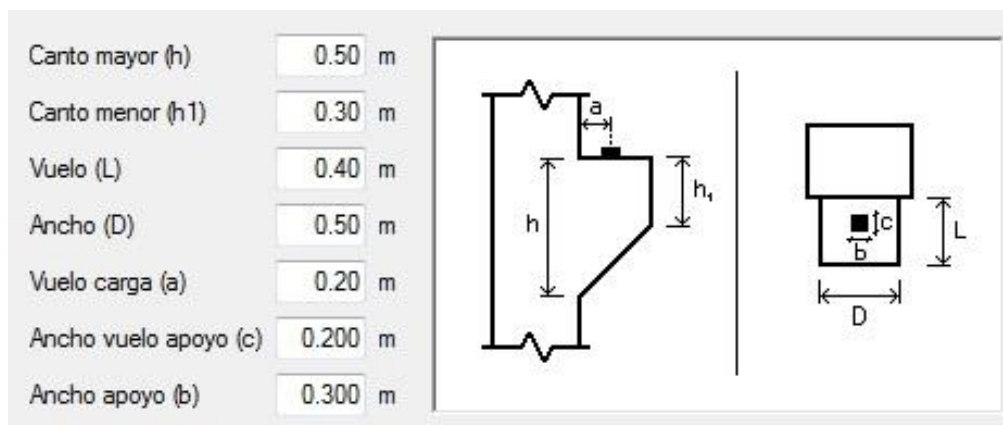 Canto mayor (h) 0.50 m
Canto menor (h1) 0.30 m
Vuelo (L) 0.40 m
Ancho (D) 0.50 m
Vuelo carga (a) 0.20 m
Ancho vuelo apoyo (c) 0.200 m
Ancho apoyo (b) 0.300 m
a
h
h₁
c
b
L
D